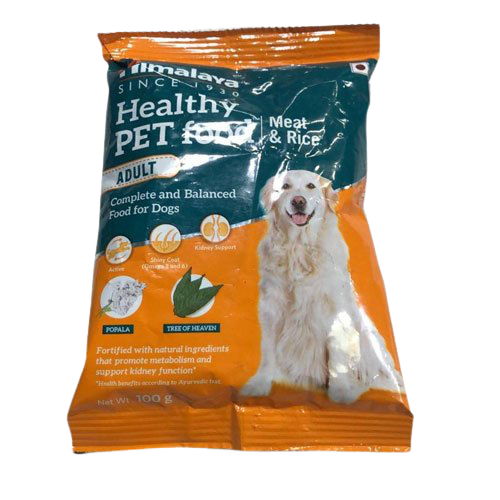 Himalaya
SINCE 1930
Healthy
PET food
Meat
& Rice
ADULT
Complete and Balanced
Food for Dogs
Active
Shiny Coat
(Omega 3 and 6)
Kidney Support
POPALA
TREE OF HEAVEN
Fortified with natural ingredients
that promote metabolism and
support kidney function*
*Health benefits according to Ayurvedic text
Net Wt. 100 g